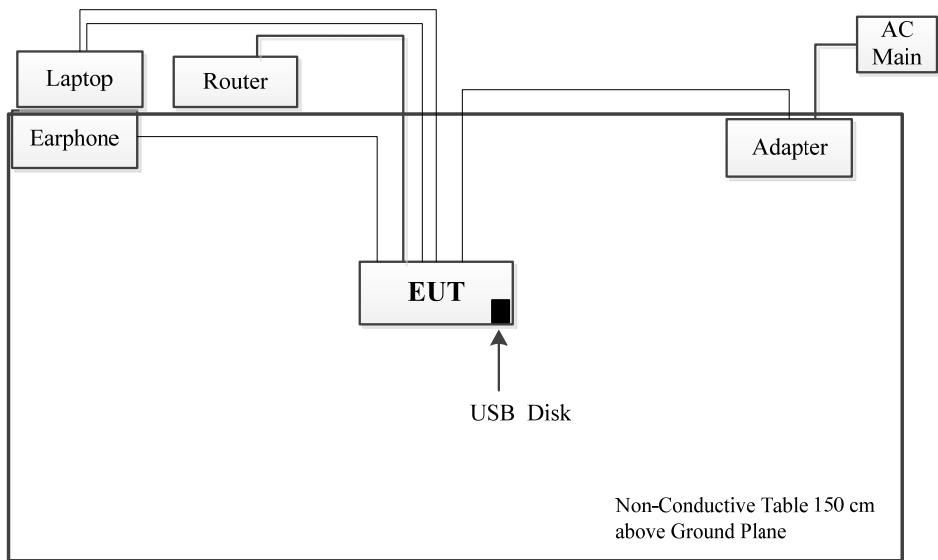 AC
Main
Laptop
Router
Earphone
Adapter
EUT
USB Disk
Non-Conductive Table 150 cm
above Ground Plane